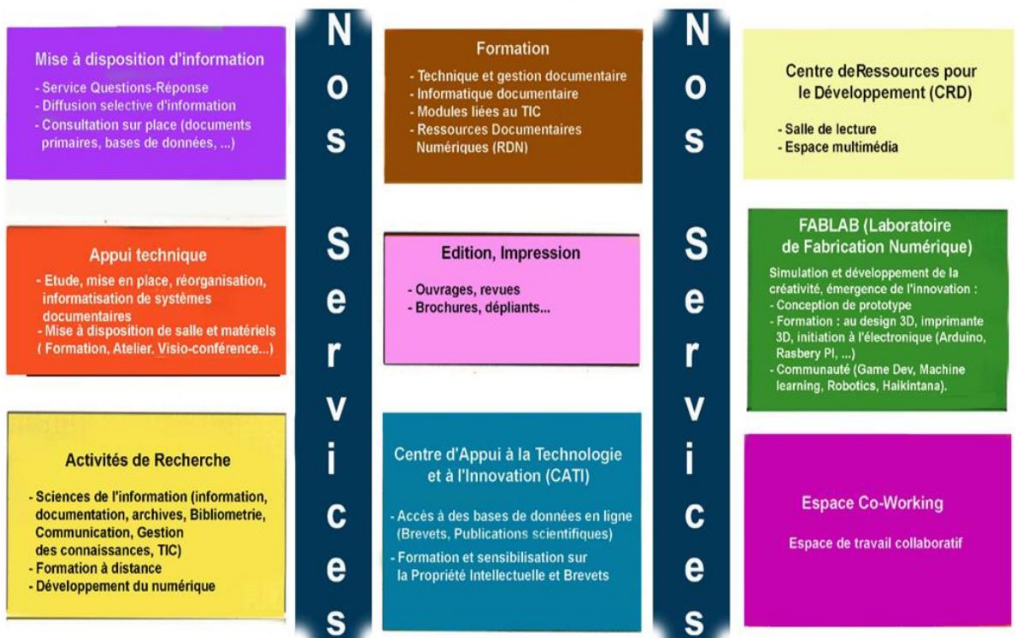 Mise à disposition d'information
- Service Questions-Réponse
- Diffusion selective d'information
- Consultation sur place (documents
primaires, bases de données, ...)
Appui technique
- Etude, mise en place, réorganisation,
informatisation de systèmes
documentaires
- Mise à disposition de salle et matériels
( Formation, Atelier, Visio-conférence...)
Activités de Recherche
- Sciences de l'information (information,
documentation, archives, Bibliometrie,
Communication, Gestion
des connaissances, TIC)
- Formation à distance
- Développement du numérique
Nos Services
Formation
- Technique et gestion documentaire
- Informatique documentaire
- Modules liées au TIC
- Ressources Documentaires
Numériques (RDN)
Edition, Impression
- Ouvrages, revues
- Brochures, dépliants...
Centre d'Appui à la Technologie
et à l'Innovation (CATI)
- Accès à des bases de données en ligne
(Brevets, Publications scientifiques)
- Formation et sensibilisation sur
la Propriété Intellectuelle et Brevets
Nos Services
Centre deRessources pour
le Développement (CRD)
- Salle de lecture
- Espace multimédia
FABLAB (Laboratoire
de Fabrication Numérique)
Simulation et développement de la
créativité, émergence de l'innovation :
- Conception de prototype
- Formation : au design 3D, imprimante
3D, initiation à l'électronique (Arduino,
Rasbery PI, ...)
- Communauté (Game Dev, Machine
learning, Robotics, Haikintana).
Espace Co-Working
Espace de travail collaboratif